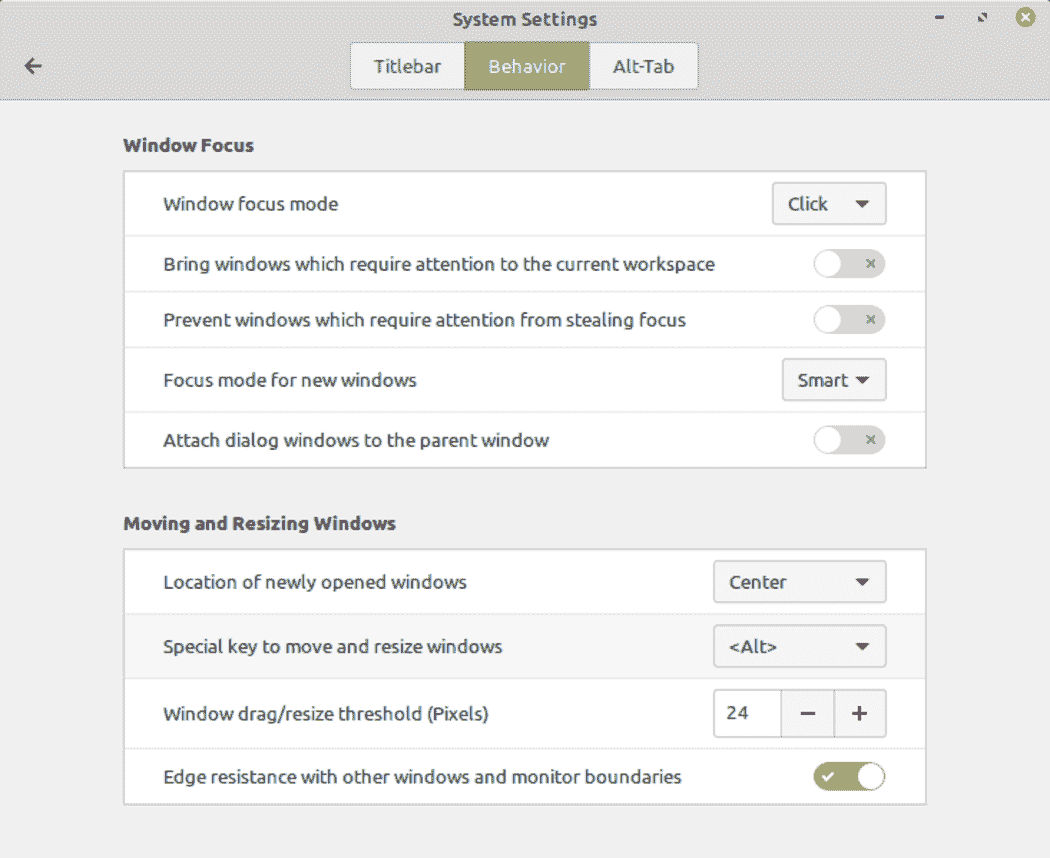 System Settings
Titlebar Behavior Alt-Tab
Window Focus
Window focus mode Click
Bring windows which require attention to the current workspace
Prevent windows which require attention from stealing focus
Focus mode for new windows Smart
Attach dialog windows to the parent window
Moving and Resizing Windows
Location of newly opened windows Center
Special key to move and resize windows <Alt>
Window drag/resize threshold (Pixels) 24 − +
Edge resistance with other windows and monitor boundaries